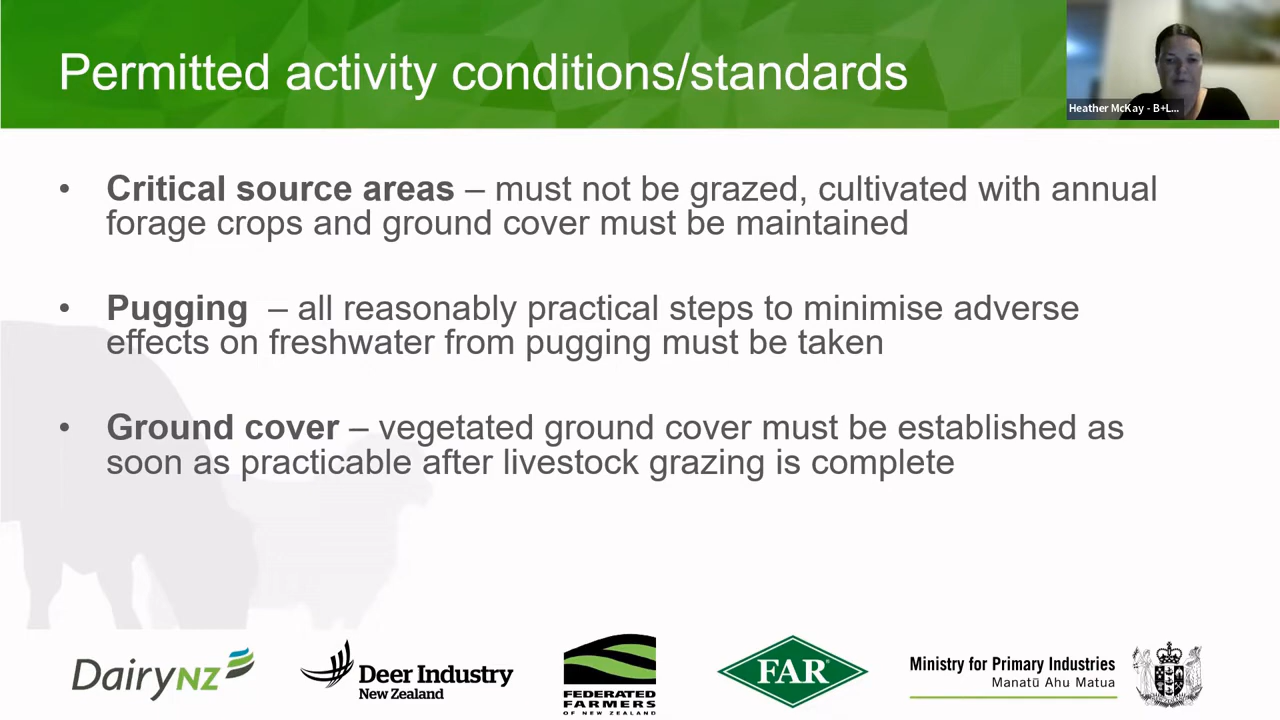 Permitted activity conditions/standards
Heather McKay - B+L...
• Critical source areas – must not be grazed, cultivated with annual
forage crops and ground cover must be maintained
• Pugging – all reasonably practical steps to minimise adverse
effects on freshwater from pugging must be taken
• Ground cover – vegetated ground cover must be established as
soon as practicable after livestock grazing is complete
DairyNZ
Deer Industry
New Zealand
FEDERATED
FARMERS
OF NEW ZEALAND
FAR®
Ministry for Primary Industries
Manatū Ahu Matua